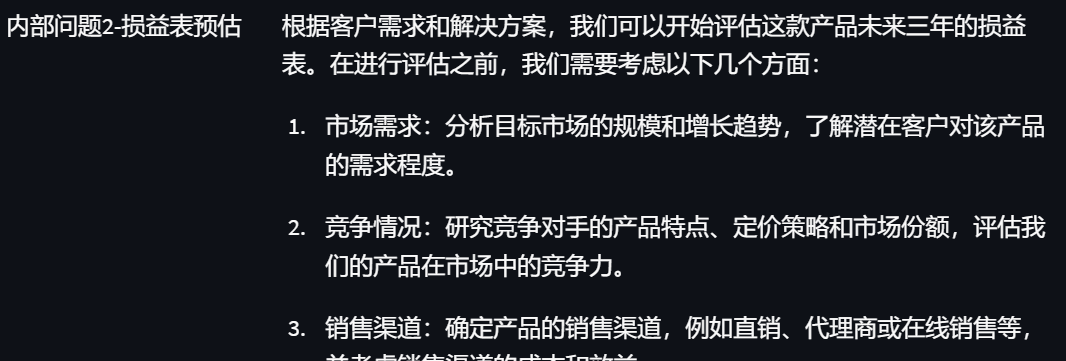 内部问题2-损益表预估
根据客户需求和解决方案，我们可以开始评估这款产品未来三年的损益
表。在进行评估之前，我们需要考虑以下几个方面：
1. 市场需求：分析目标市场的规模和增长趋势，了解潜在客户对该产品
的需求程度。
2. 竞争情况：研究竞争对手的产品特点、定价策略和市场份额，评估我
们的产品在市场中的竞争力。
3. 销售渠道：确定产品的销售渠道，例如直销、代理商或在线销售等，